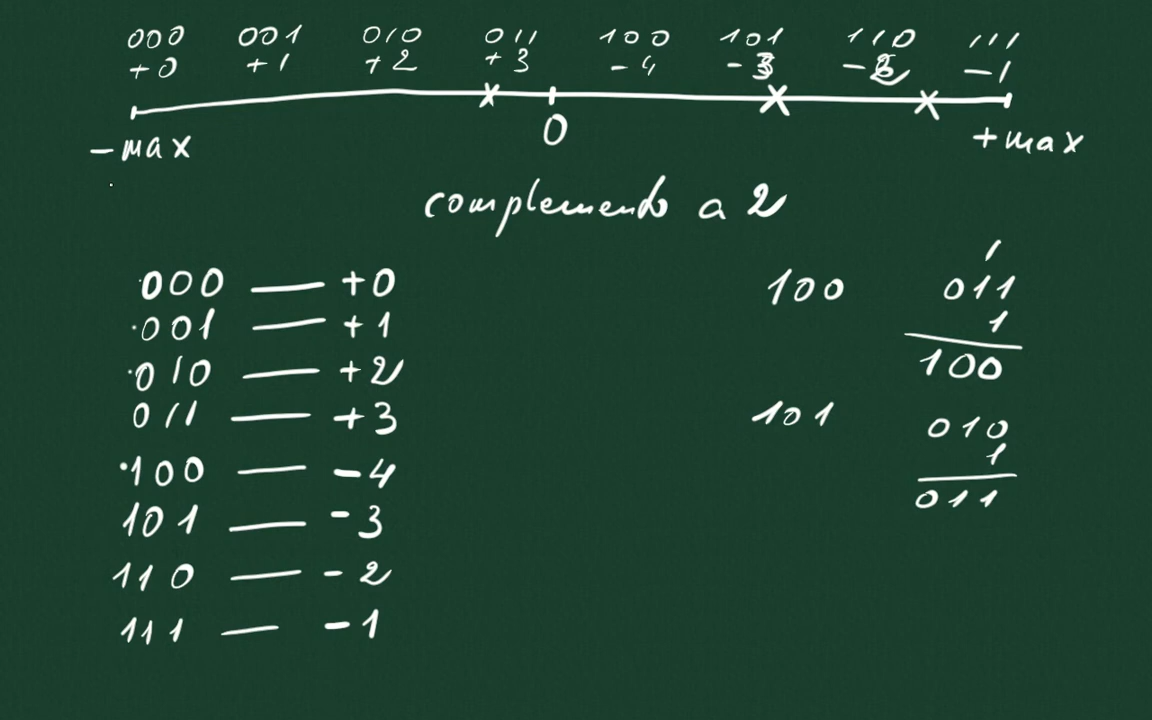 000 001 010 011 100 101 110 111
+0 +1 +2 +3 -4 -3 -2 -1
-max 0 +max
complemento a 2
000 — +0
001 — +1
010 — +2
011 — +3
100 — -4
101 — -3
110 — -2
111 — -1
1
100 011
1
100
101 010
1
011